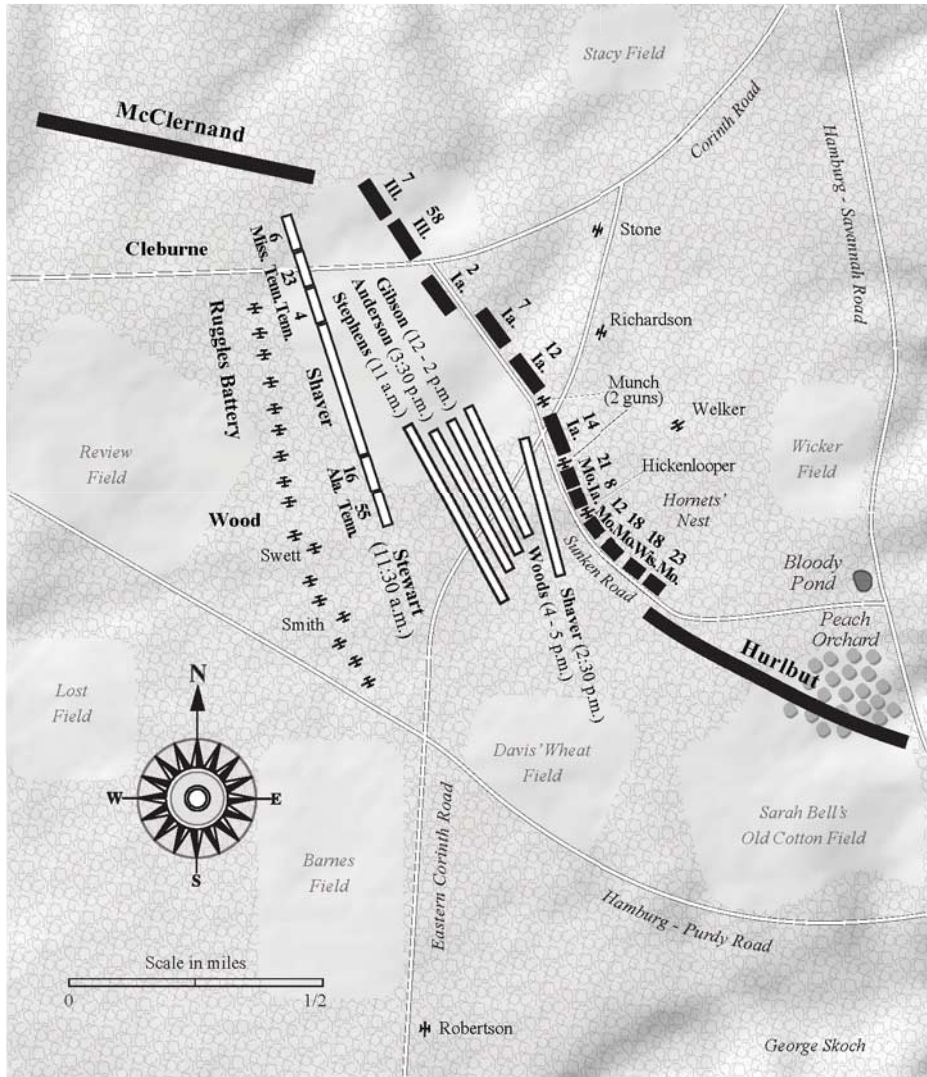 Stacy Field
McClernand
Corinth Road
Hamburg - Savannah Road
7
Ill.
58
Ill.
Stone
Cleburne
6
Miss.
23
Tenn.
4
Tenn.
2
Ia.
7
Ia.
12
Ia.
Richardson
Gibson (12 - 2 p.m.)
Anderson (3:30 p.m.)
Stephens (11 a.m.)
Ruggles Battery
Shaver
Munch
(2 guns)
Welker
14
Ia.
Review
Field
Wicker
Field
Hickenlooper
21
Mo.
8
Ia.
12
Mo.
18
Mo.
18
Wis.
23
Mo.
Hornets'
Nest
16
Ala.
55
Tenn.
Wood
Swett
Stewart
(11:30 a.m.)
Sunken Road
Bloody
Pond
Woods (4 - 5 p.m.)
Shaver (2:30 p.m.)
Smith
Peach
Orchard
Hurlbut
N
Lost
Field
Davis' Wheat
Field
W
E
S
Sarah Bell's
Old Cotton Field
Barnes
Field
Eastern Corinth Road
Hamburg - Purdy Road
Scale in miles
0
1/2
Robertson
George Skoch